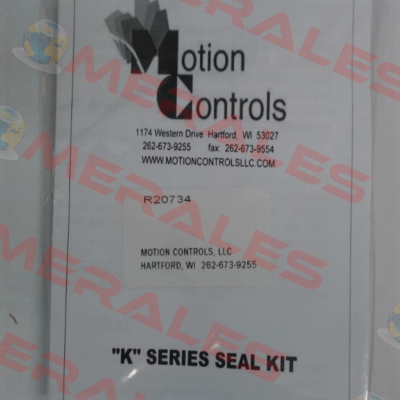 Motion
Controls
1174 Western Drive Hartford, WI 53027
262-673-9255 fax: 262-673-9554
WWW.MOTIONCONTROLSLLC.COM
R20734
MOTION CONTROLS, LLC
HARTFORD, WI 262-673-9255
"K" SERIES SEAL KIT
MERALES
MERALES
MERALES